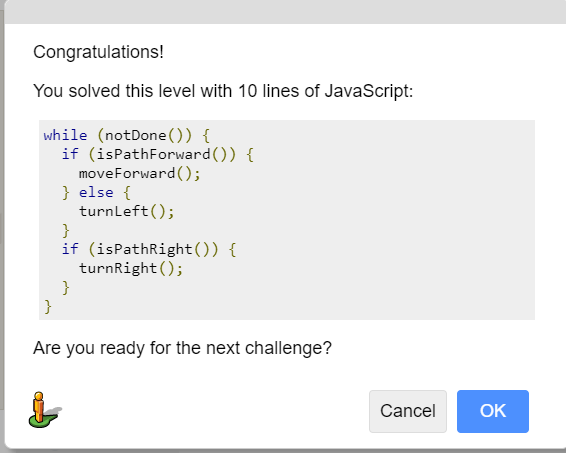 Congratulations!
You solved this level with 10 lines of JavaScript:
while (notDone()) {
  if (isPathForward()) {
    moveForward();
  } else {
    turnLeft();
  }
  if (isPathRight()) {
    turnRight();
  }
}
Are you ready for the next challenge?
Cancel OK